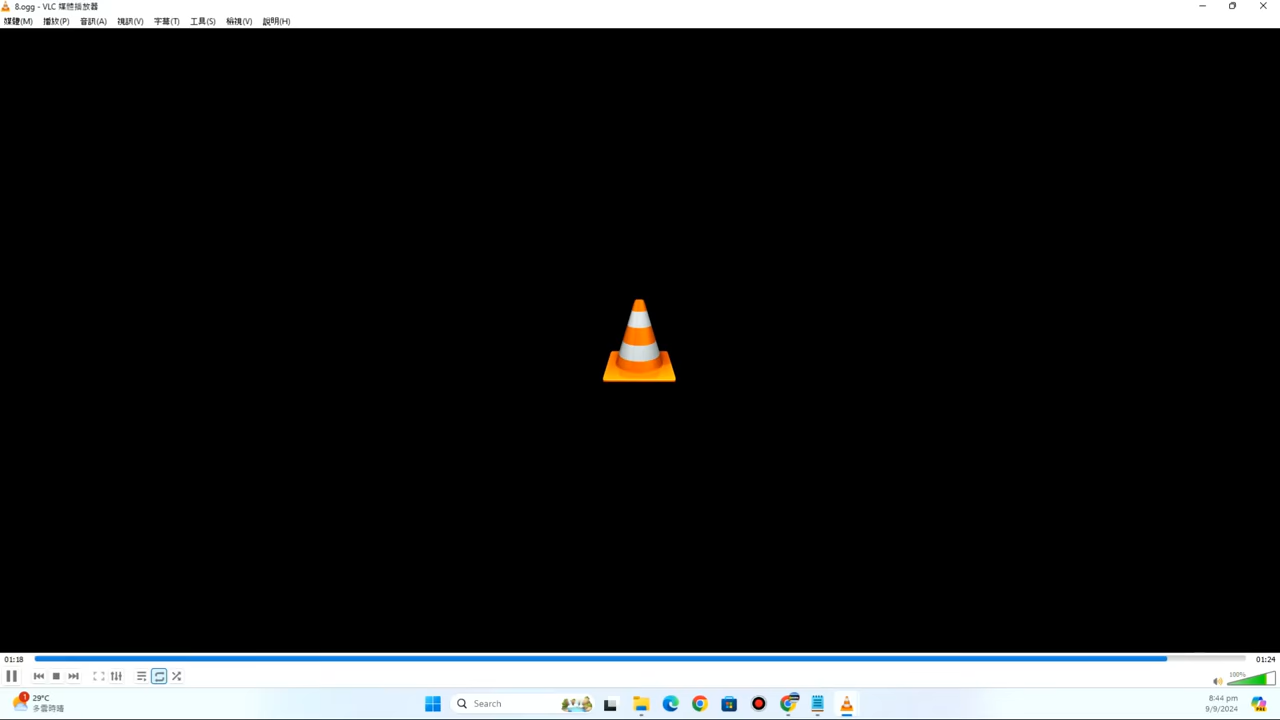 8.ogg - VLC 媒體播放器
媒體(M) 播放(P) 音訊(A) 視訊(V) 字幕(T) 工具(S) 檢視(V) 說明(H)
01:18
01:24
100%
1
29°C
多雲時晴
Search
8:44 pm
9/9/2024